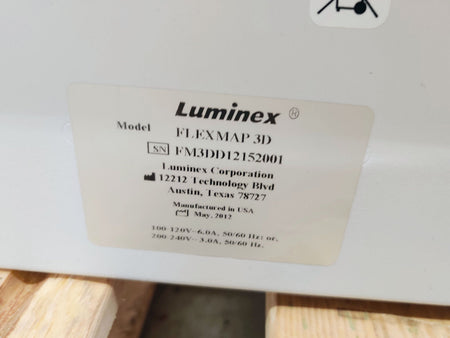 Luminex ®
Model FLEXMAP 3D
SN FM3DD12152001
Luminex Corporation
12212 Technology Blvd
Austin, Texas 78727
Manufactured in USA
May, 2012
100-120V~6.0A, 50/60 Hz: or.
200-240V~3.0A, 50/60 Hz.